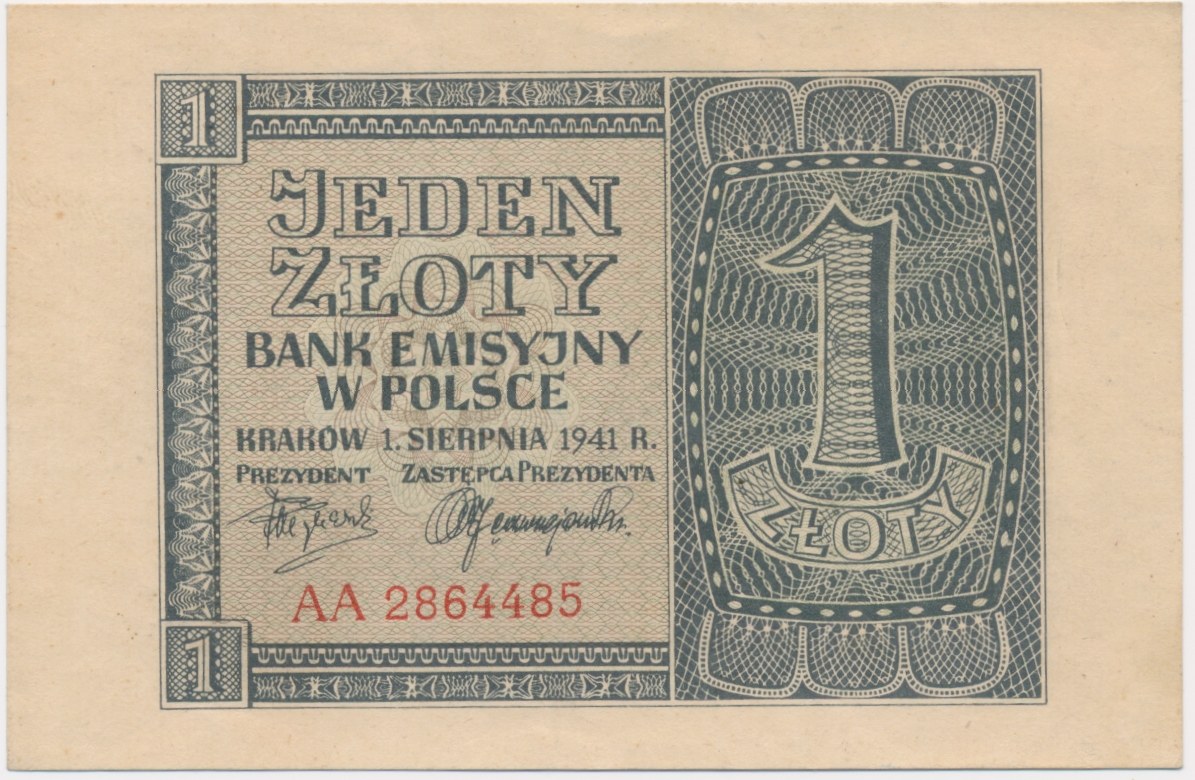 1
JEDEN
ZŁOTY
BANK EMISYJNY
W POLSCE
KRAKÓW 1. SIERPNIA 1941 R.
PREZYDENT ZASTĘPCA PREZYDENTA
AA 2864485
1
1
ZŁOTY